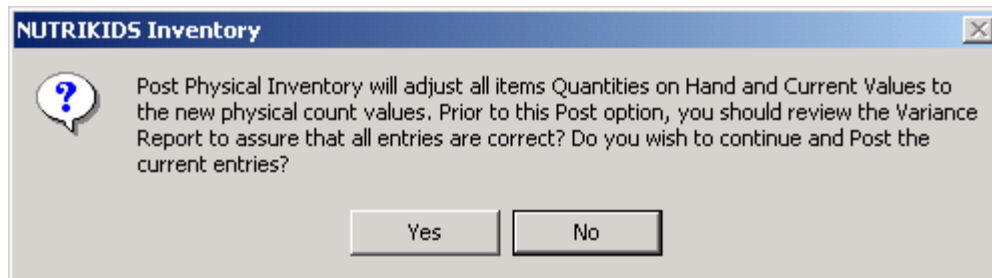 NUTRIKIDS Inventory
Post Physical Inventory will adjust all items Quantities on Hand and Current Values to
the new physical count values. Prior to this Post option, you should review the Variance
Report to assure that all entries are correct? Do you wish to continue and Post the
current entries?
Yes
No